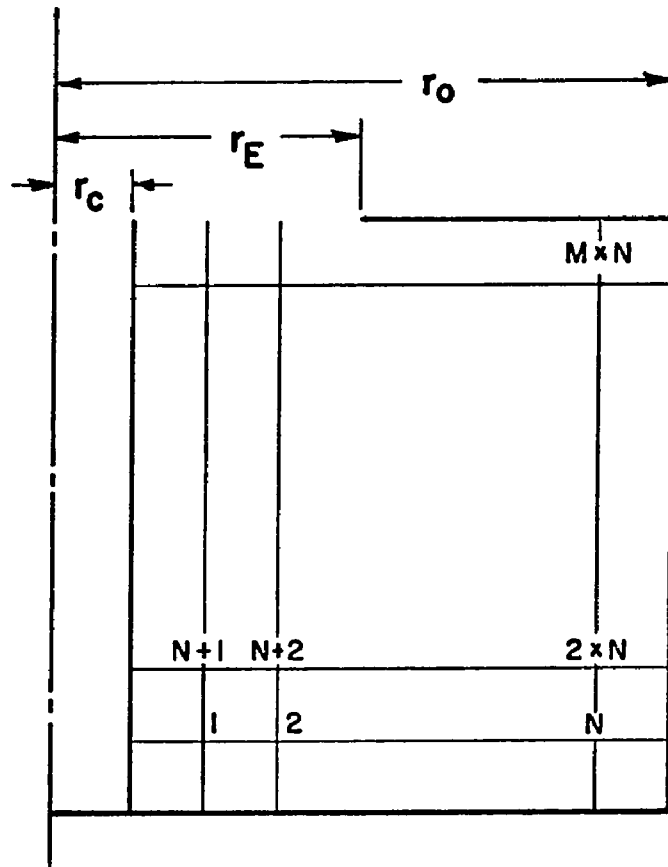 r₀
r_E
r_c
M × N
N + 1 N+2 2 × N
1 2 N